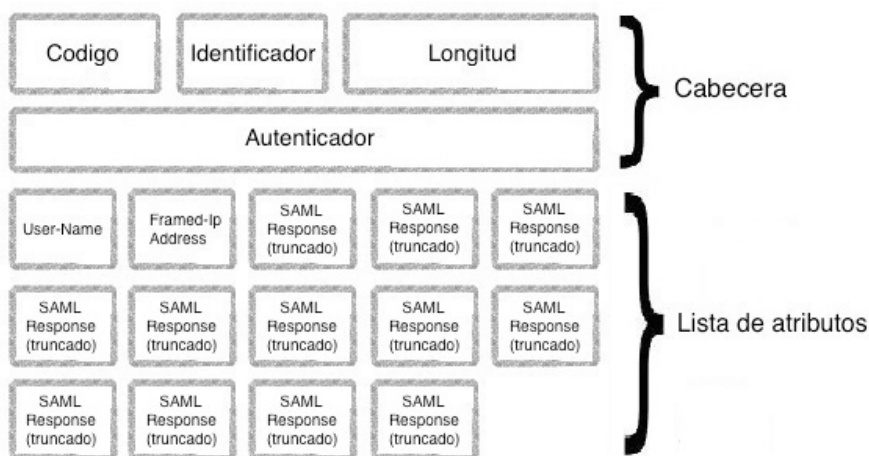 Codigo
Identificador
Longitud
Cabecera
Autenticador
User-Name
Framed-Ip
Address
SAML
Response
(truncado)
SAML
Response
(truncado)
SAML
Response
(truncado)
SAML
Response
(truncado)
SAML
Response
(truncado)
SAML
Response
(truncado)
SAML
Response
(truncado)
SAML
Response
(truncado)
Lista de atributos
SAML
Response
(truncado)
SAML
Response
(truncado)
SAML
Response
(truncado)
SAML
Response
(truncado)